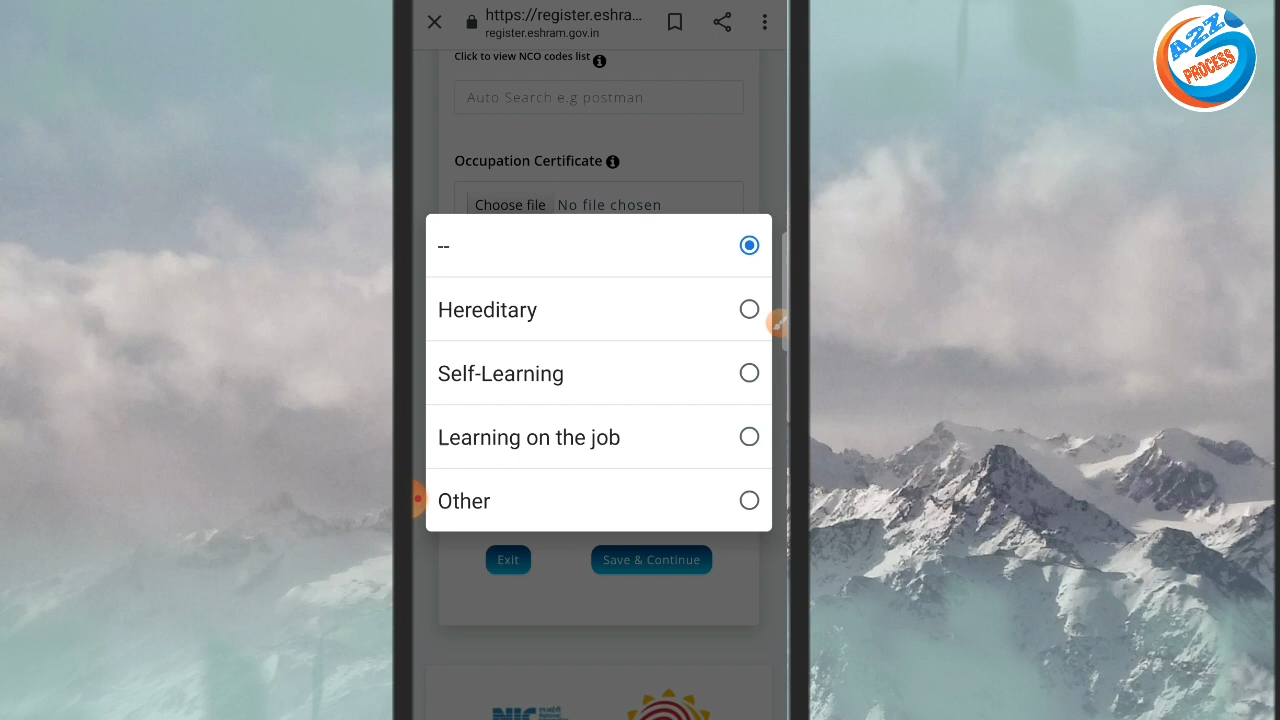 https://register.eshra...
register.eshram.gov.in
Click to view NCO codes list
Auto Search e.g postman
Occupation Certificate
Choose file No file chosen
--
Hereditary
Self-Learning
Learning on the job
Other
Exit
Save & Continue
NIC
A2Z
PROCESS